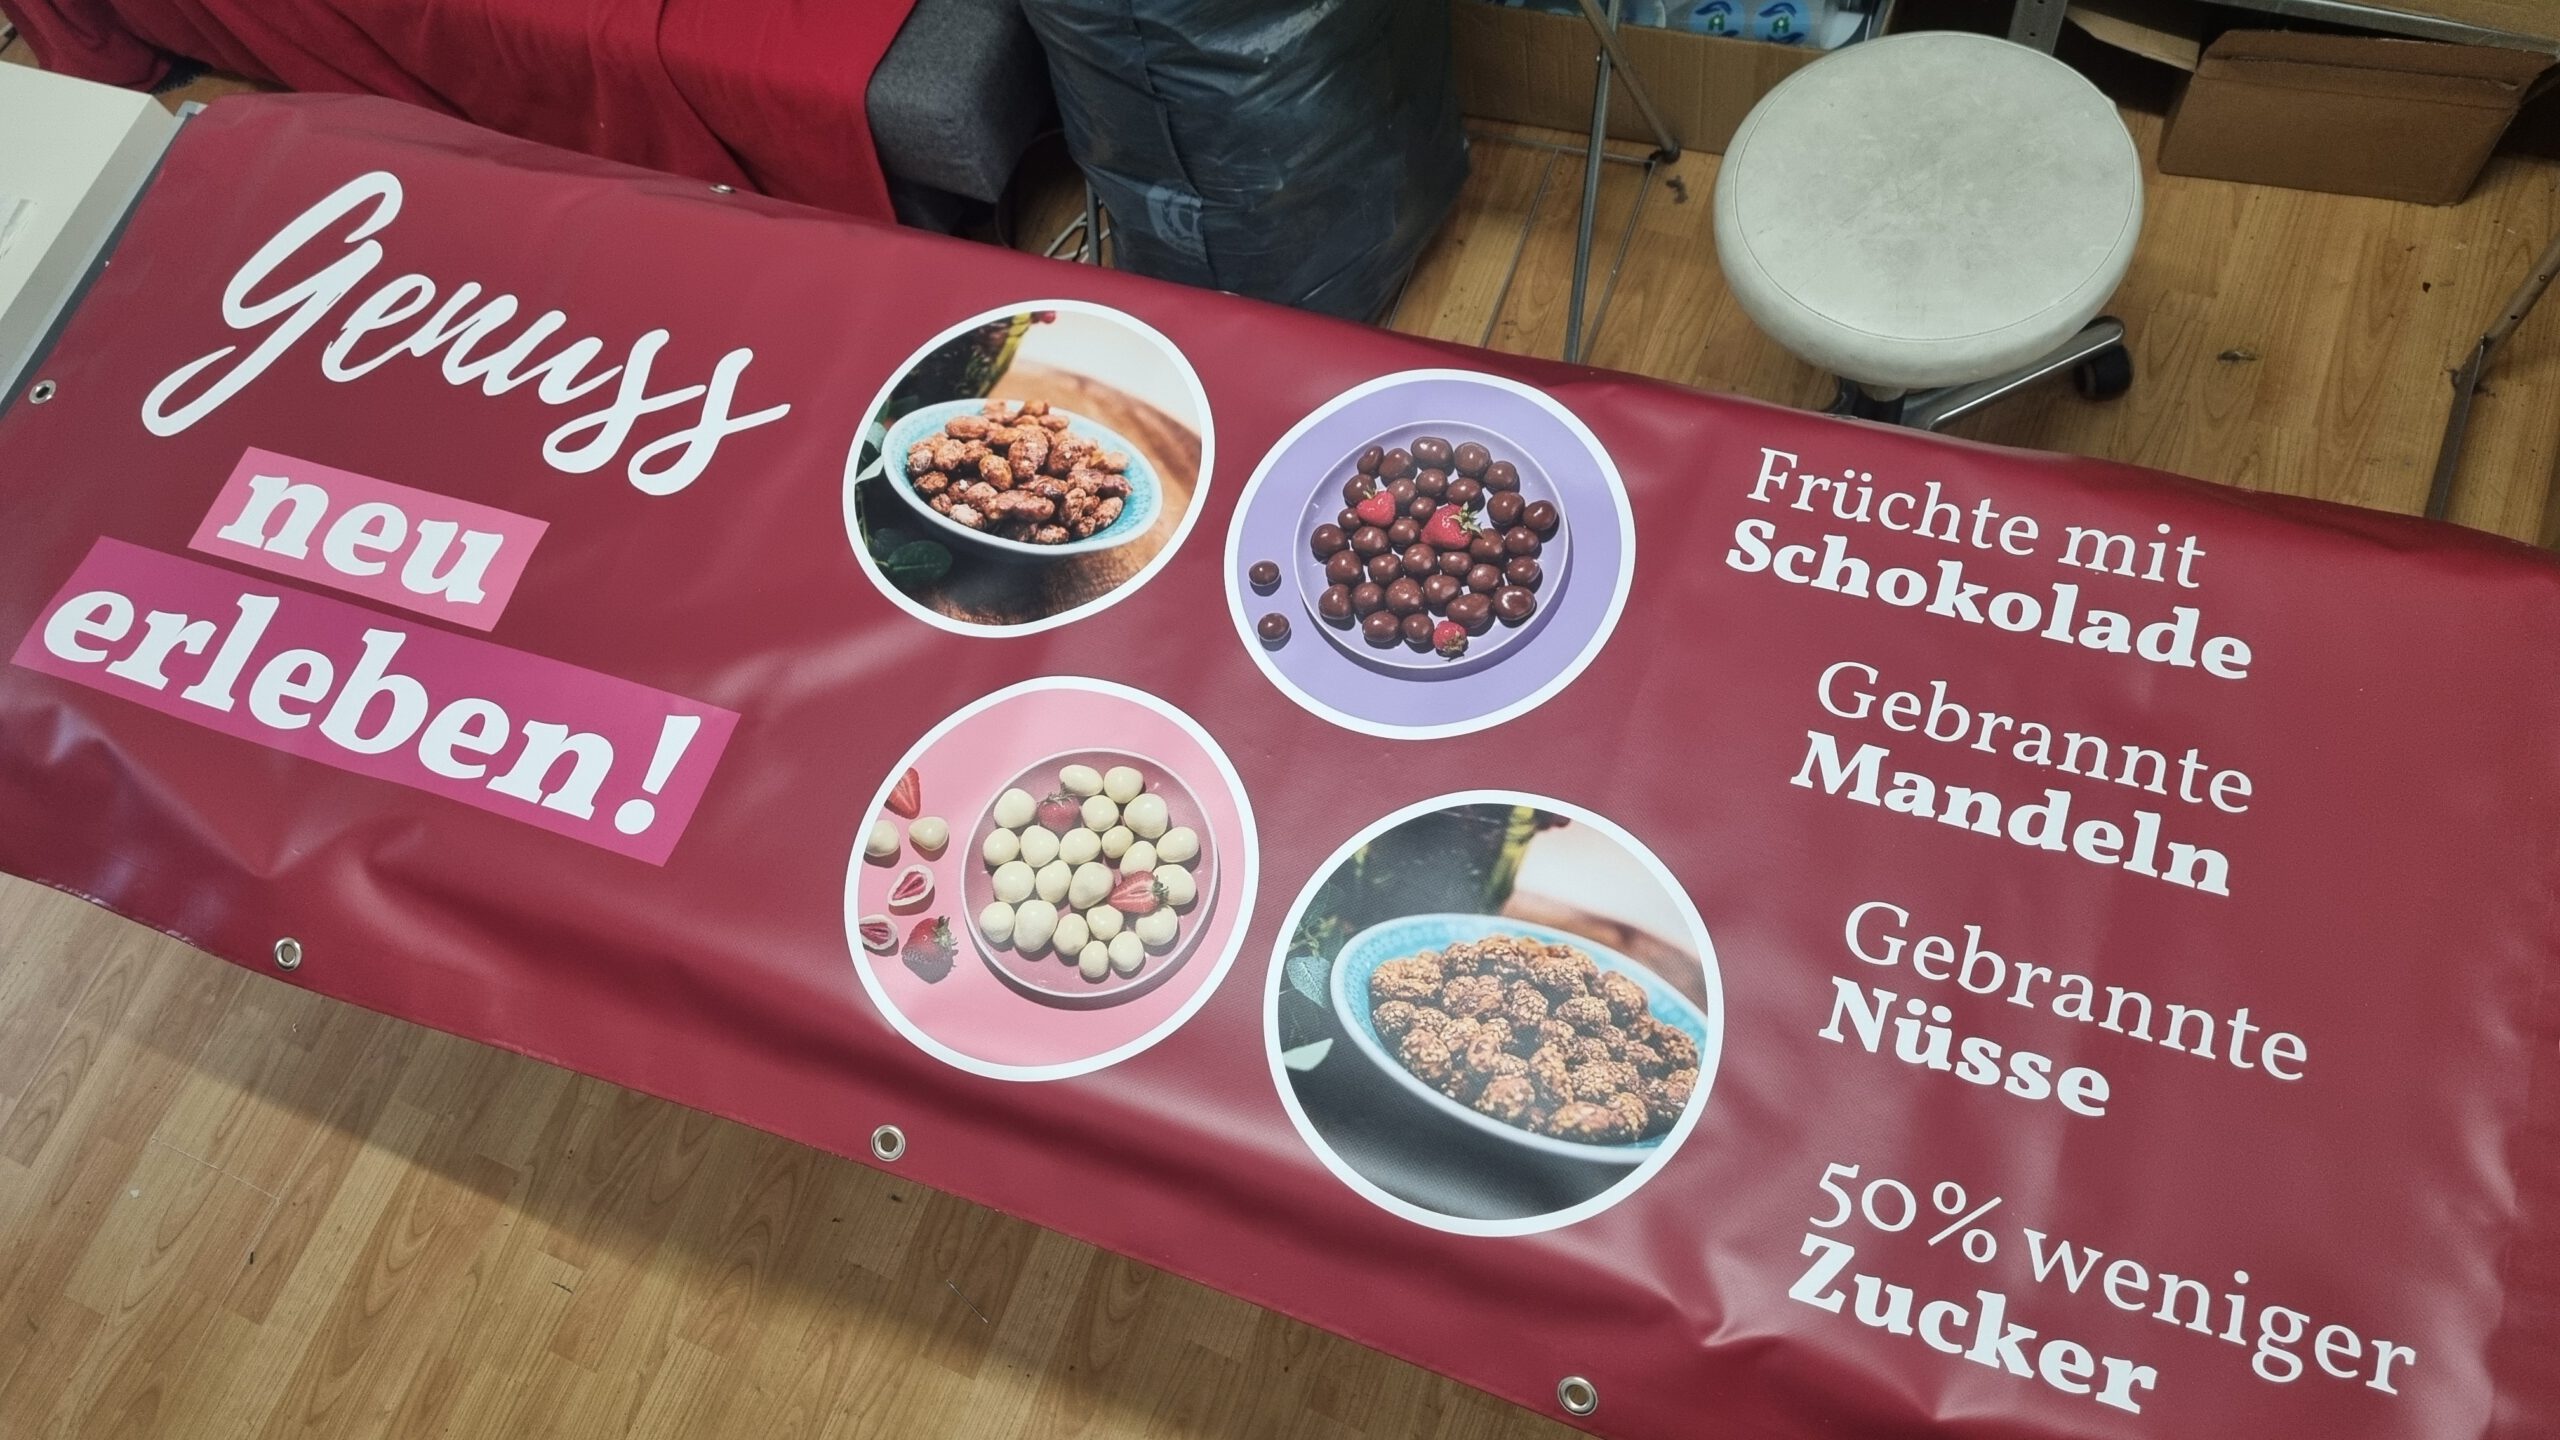 Genuss
neu
erleben!
Früchte mit
Schokolade
Gebrannte
Mandeln
Gebrannte
Nüsse
50% weniger
Zucker